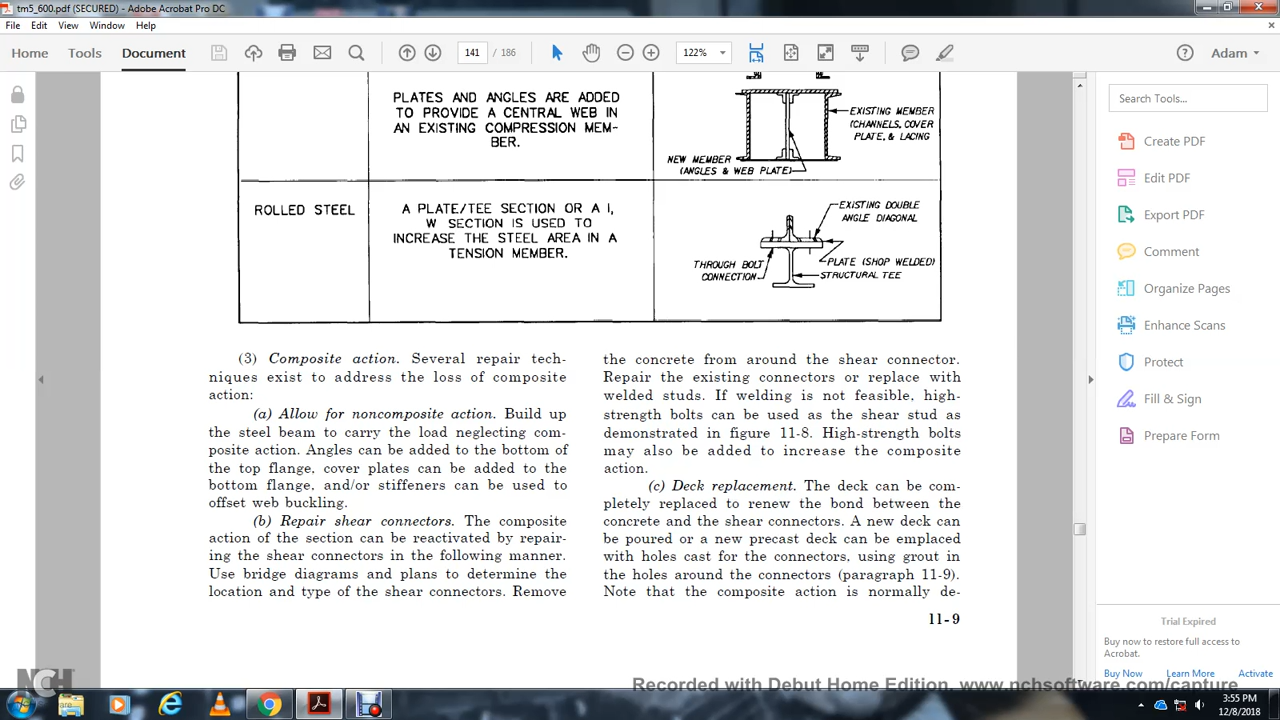 tm5_600.pdf (SECURED) - Adobe Acrobat Pro DC
File Edit View Window Help
Home Tools Document
141 / 186
122%
Adam
PLATES AND ANGLES ARE ADDED
TO PROVIDE A CENTRAL WEB IN
AN EXISTING COMPRESSION MEM-
BER.
EXISTING MEMBER
(CHANNELS, COVER
PLATE, & LACING
NEW MEMBER
(ANGLES & WEB PLATE)
ROLLED STEEL
A PLATE/TEE SECTION OR A I,
W SECTION IS USED TO
INCREASE THE STEEL AREA IN A
TENSION MEMBER.
EXISTING DOUBLE
ANGLE DIAGONAL
THROUGH BOLT
CONNECTION
PLATE (SHOP WELDED)
STRUCTURAL TEE
(3) Composite action. Several repair tech-
niques exist to address the loss of composite
action:
(a) Allow for noncomposite action. Build up
the steel beam to carry the load neglecting com-
posite action. Angles can be added to the bottom of
the top flange, cover plates can be added to the
bottom flange, and/or stiffeners can be used to
offset web buckling.
(b) Repair shear connectors. The composite
action of the section can be reactivated by repair-
ing the shear connectors in the following manner.
Use bridge diagrams and plans to determine the
location and type of the shear connectors. Remove
the concrete from around the shear connector.
Repair the existing connectors or replace with
welded studs. If welding is not feasible, high-
strength bolts can be used as the shear stud as
demonstrated in figure 11-8. High-strength bolts
may also be added to increase the composite
action.
(c) Deck replacement. The deck can be com-
pletely replaced to renew the bond between the
concrete and the shear connectors. A new deck can
be poured or a new precast deck can be emplaced
with holes cast for the connectors, using grout in
the holes around the connectors (paragraph 11-9).
Note that the composite action is normally de-
11-9
Search Tools...
Create PDF
Edit PDF
Export PDF
Comment
Organize Pages
Enhance Scans
Protect
Fill & Sign
Prepare Form
Trial Expired
Buy now to restore full access to
Acrobat.
Buy Now Learn More Activate
NCH
Recorded with Debut Home Edition. www.nchsoftware.com/capture
3:55 PM
12/8/2018